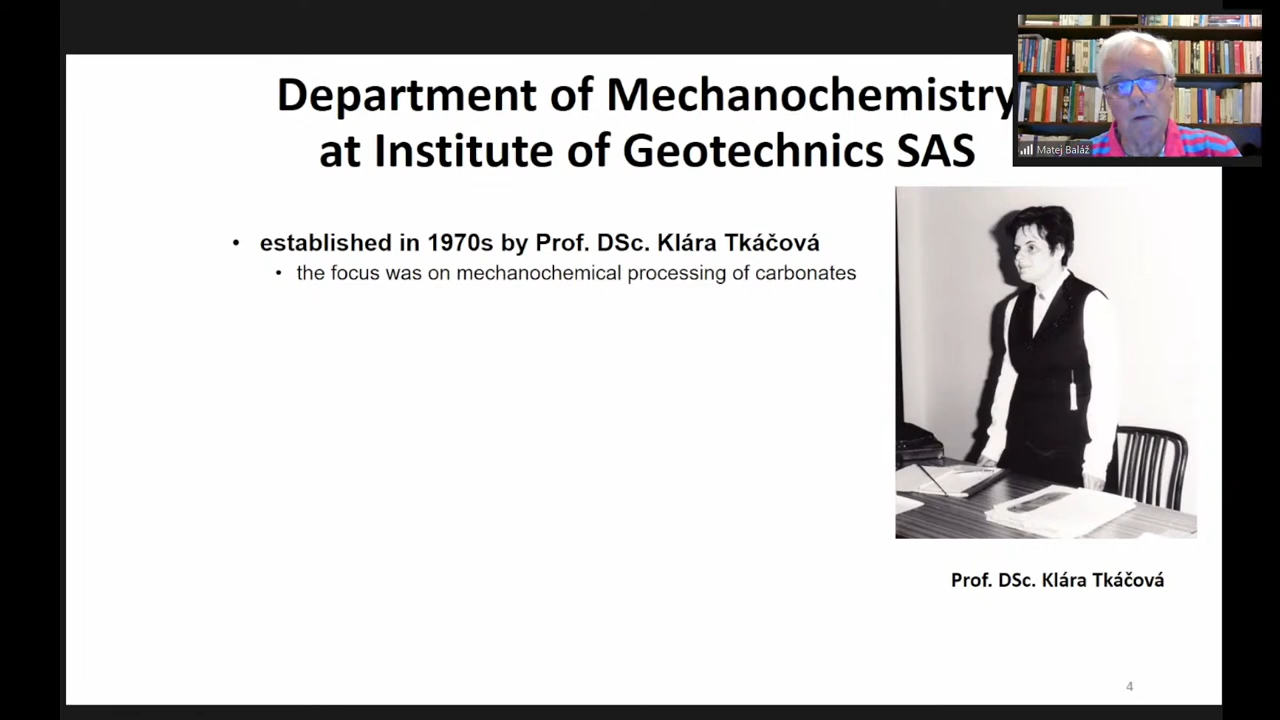 Department of Mechanochemistry
at Institute of Geotechnics SAS
Matej Baláž
• established in 1970s by Prof. DSc. Klára Tkáčová
• the focus was on mechanochemical processing of carbonates
Prof. DSc. Klára Tkáčová
4